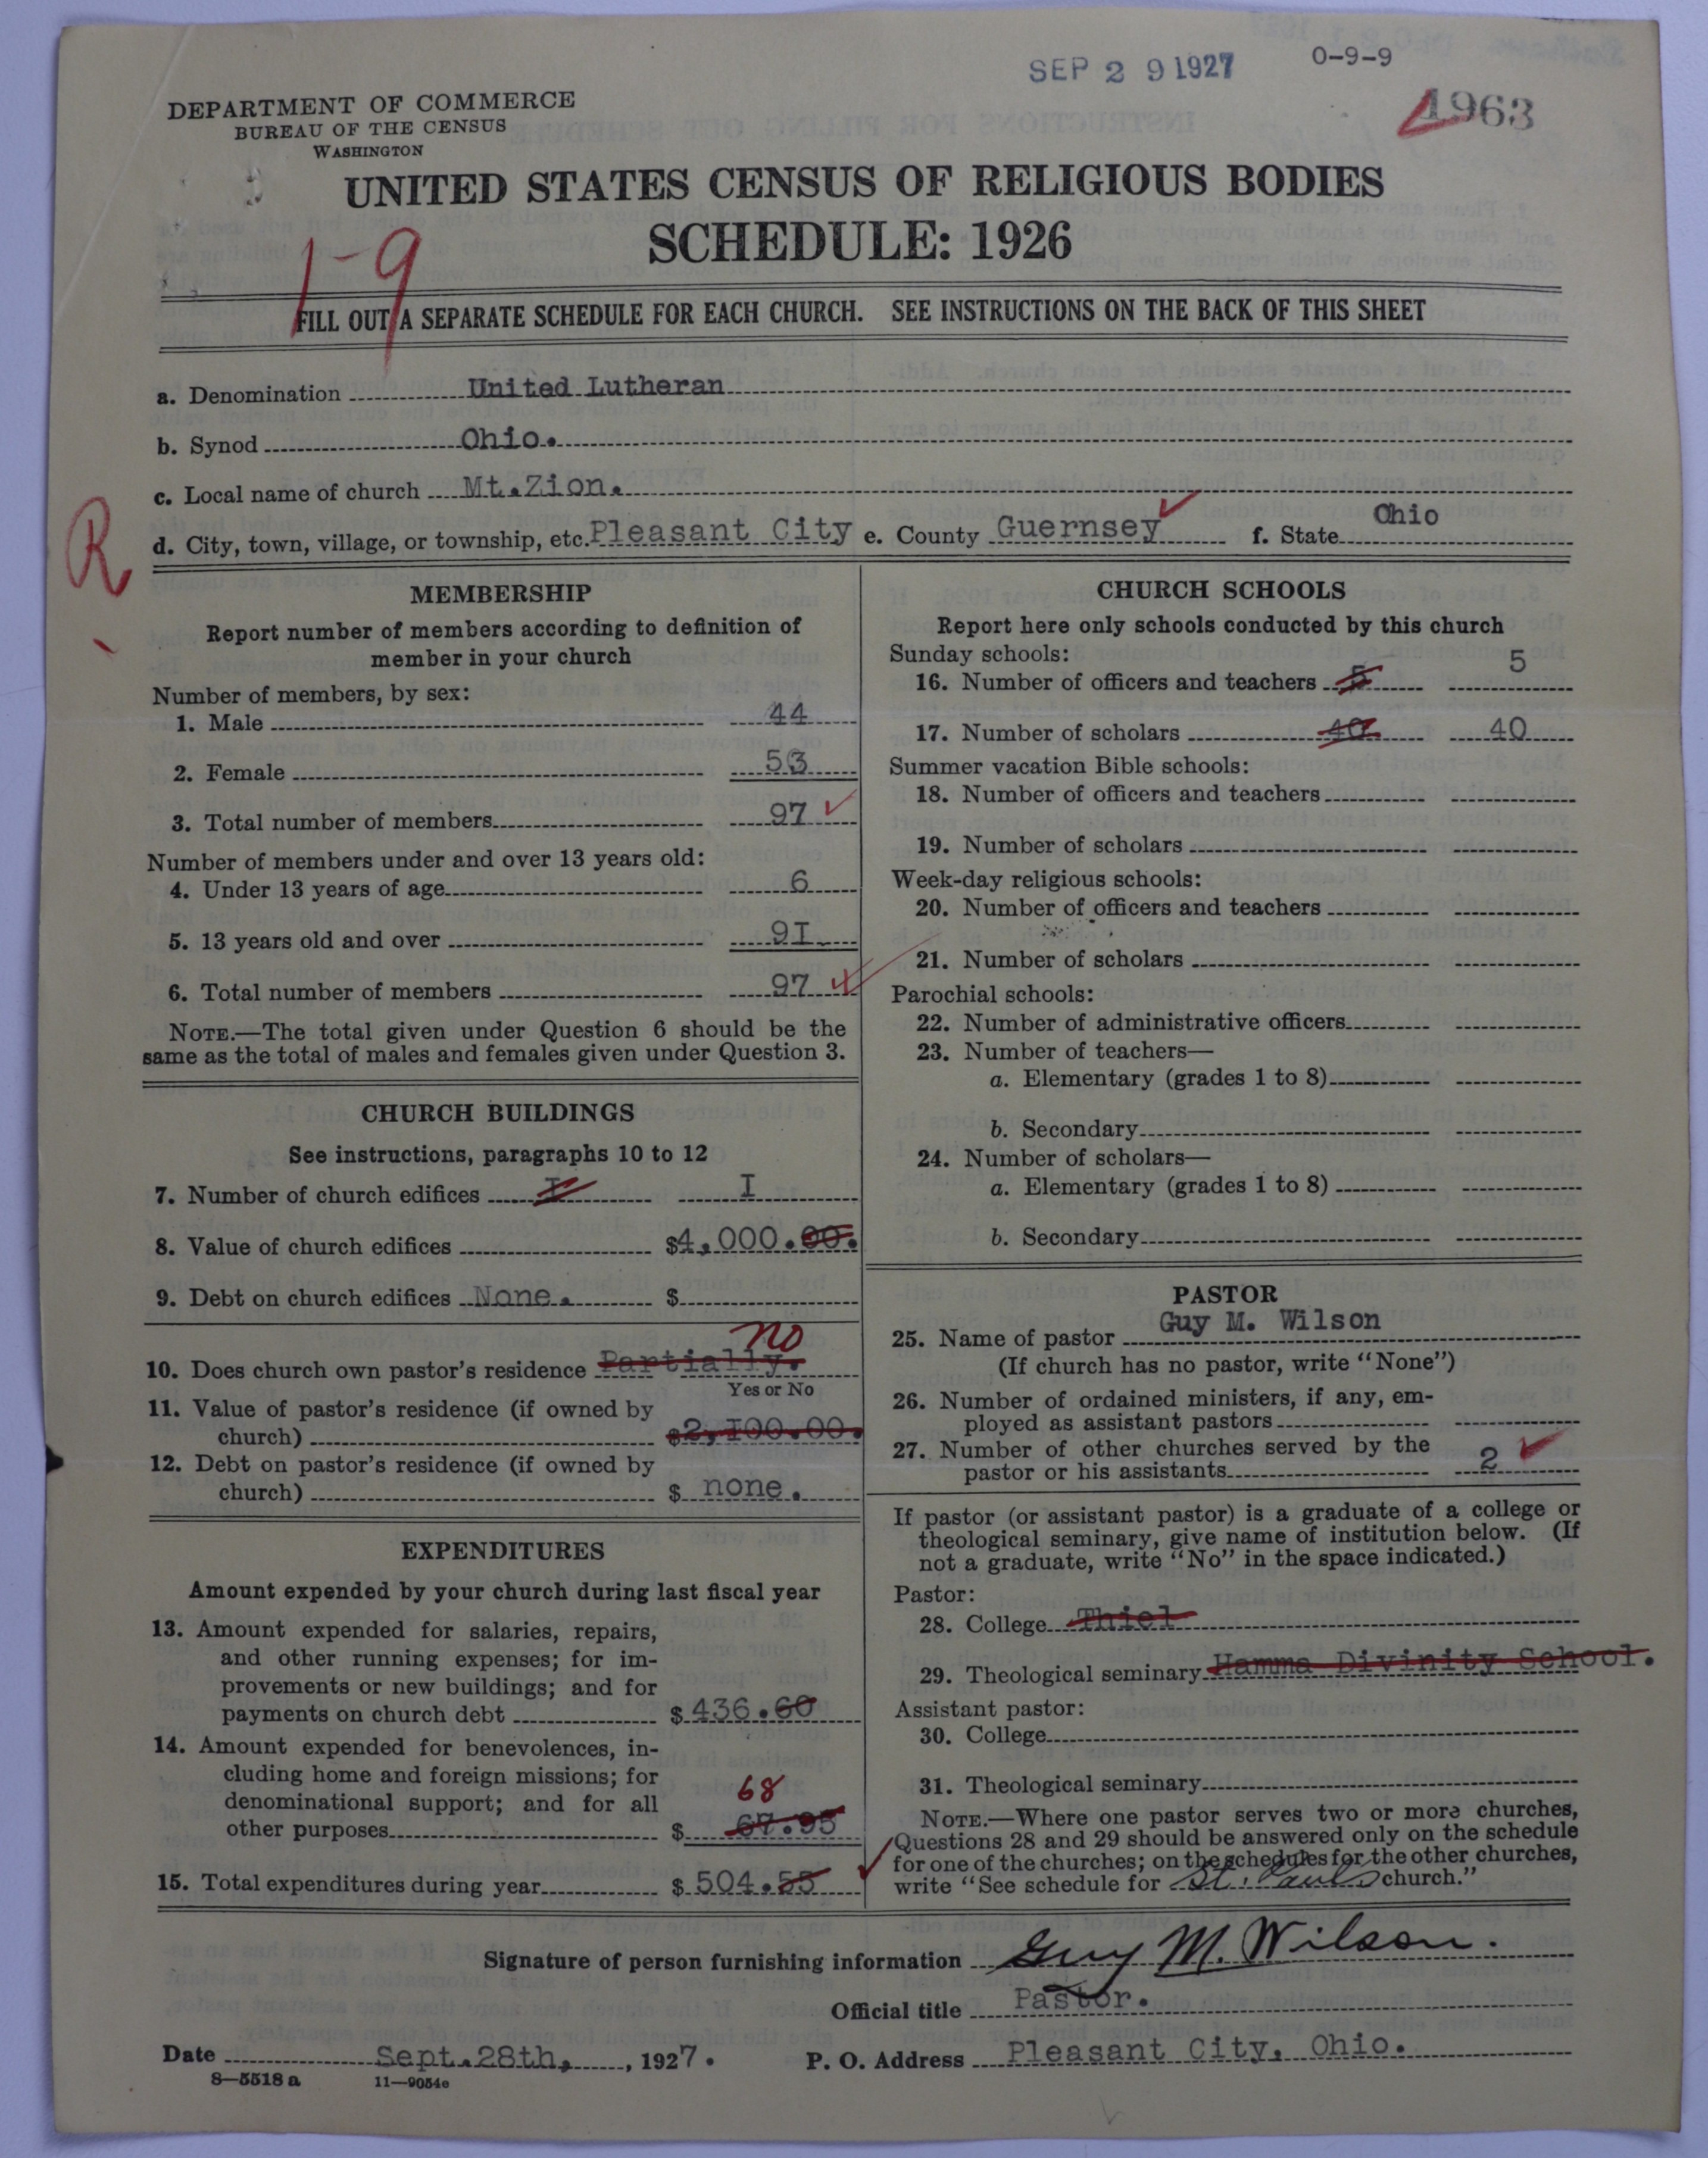 SEP 29 1927
0-9-9
1963
DEPARTMENT OF COMMERCE
BUREAU OF THE CENSUS
WASHINGTON
UNITED STATES CENSUS OF RELIGIOUS BODIES
SCHEDULE: 1926
1-9
FILL OUT A SEPARATE SCHEDULE FOR EACH CHURCH. SEE INSTRUCTIONS ON THE BACK OF THIS SHEET
a. Denomination United Lutheran
b. Synod Ohio.
c. Local name of church Mt.Zion.
R
d. City, town, village, or township, etc. Pleasant City e. County Guernsey f. State Ohio
MEMBERSHIP
Report number of members according to definition of
member in your church
Number of members, by sex:
1. Male 44
2. Female 53
3. Total number of members 97
Number of members under and over 13 years old:
4. Under 13 years of age 6
5. 13 years old and over 9I
6. Total number of members 97
NOTE.—The total given under Question 6 should be the
same as the total of males and females given under Question 3.
CHURCH BUILDINGS
See instructions, paragraphs 10 to 12
7. Number of church edifices I I
8. Value of church edifices $4,000.00.
9. Debt on church edifices None. $
no
10. Does church own pastor's residence Partially.
Yes or No
11. Value of pastor's residence (if owned by
church) $2,I00.00.
12. Debt on pastor's residence (if owned by
church) $ none.
EXPENDITURES
Amount expended by your church during last fiscal year
13. Amount expended for salaries, repairs,
and other running expenses; for im-
provements or new buildings; and for
payments on church debt $ 436.60
14. Amount expended for benevolences, in-
cluding home and foreign missions; for
denominational support; and for all
68
other purposes $ 67.95
15. Total expenditures during year $ 504.55
CHURCH SCHOOLS
Report here only schools conducted by this church
Sunday schools:
16. Number of officers and teachers 5 5
17. Number of scholars 40 40
Summer vacation Bible schools:
18. Number of officers and teachers
19. Number of scholars
Week-day religious schools:
20. Number of officers and teachers
21. Number of scholars
Parochial schools:
22. Number of administrative officers
23. Number of teachers—
a. Elementary (grades 1 to 8)
b. Secondary
24. Number of scholars—
a. Elementary (grades 1 to 8)
b. Secondary
PASTOR
25. Name of pastor Guy M. Wilson
(If church has no pastor, write "None")
26. Number of ordained ministers, if any, em-
ployed as assistant pastors
27. Number of other churches served by the
pastor or his assistants 2
If pastor (or assistant pastor) is a graduate of a college or
theological seminary, give name of institution below. (If
not a graduate, write "No" in the space indicated.)
Pastor:
28. College Thiel
29. Theological seminary Hamma Divinity School.
Assistant pastor:
30. College
31. Theological seminary
NOTE.—Where one pastor serves two or more churches,
Questions 28 and 29 should be answered only on the schedule
for one of the churches; on the schedules for the other churches,
write "See schedule for St. Pauls church."
Signature of person furnishing information Guy M. Wilson.
Official title Pastor.
Date Sept.28th, , 1927. P. O. Address Pleasant City, Ohio.
8—5518 a 11—9054e